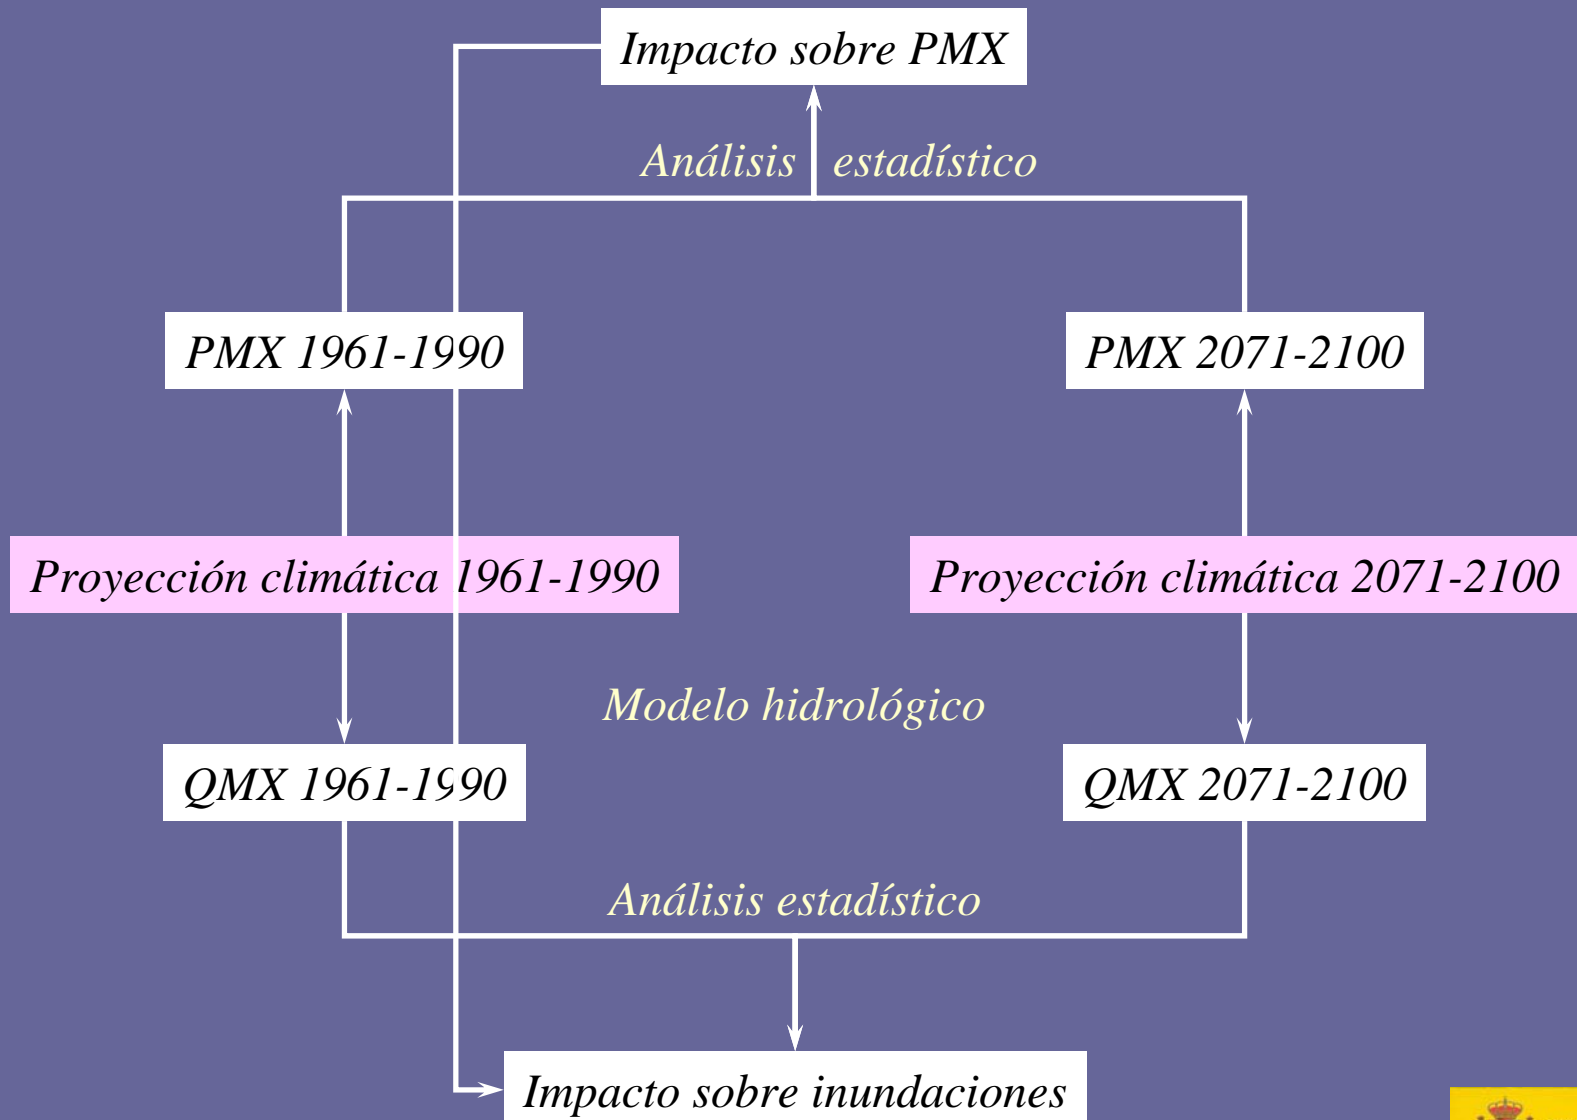 Impacto sobre PMX
Análisis estadístico
PMX 1961-1990
PMX 2071-2100
Proyección climática 1961-1990
Proyección climática 2071-2100
Modelo hidrológico
QMX 1961-1990
QMX 2071-2100
Análisis estadístico
Impacto sobre inundaciones